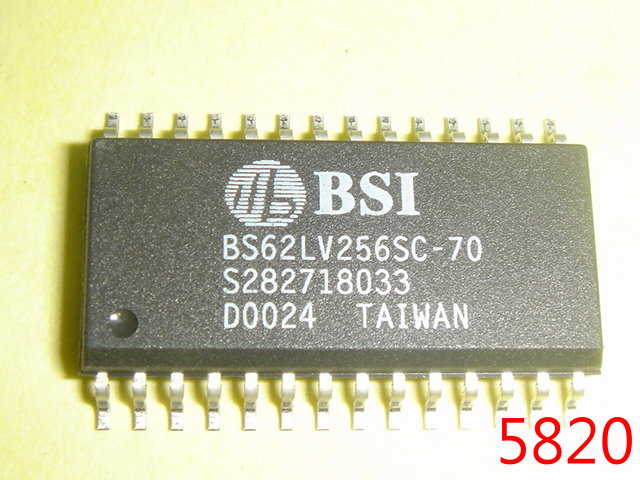 BSI
BS62LV256SC-70
S282718033
D0024 TAIWAN
5820